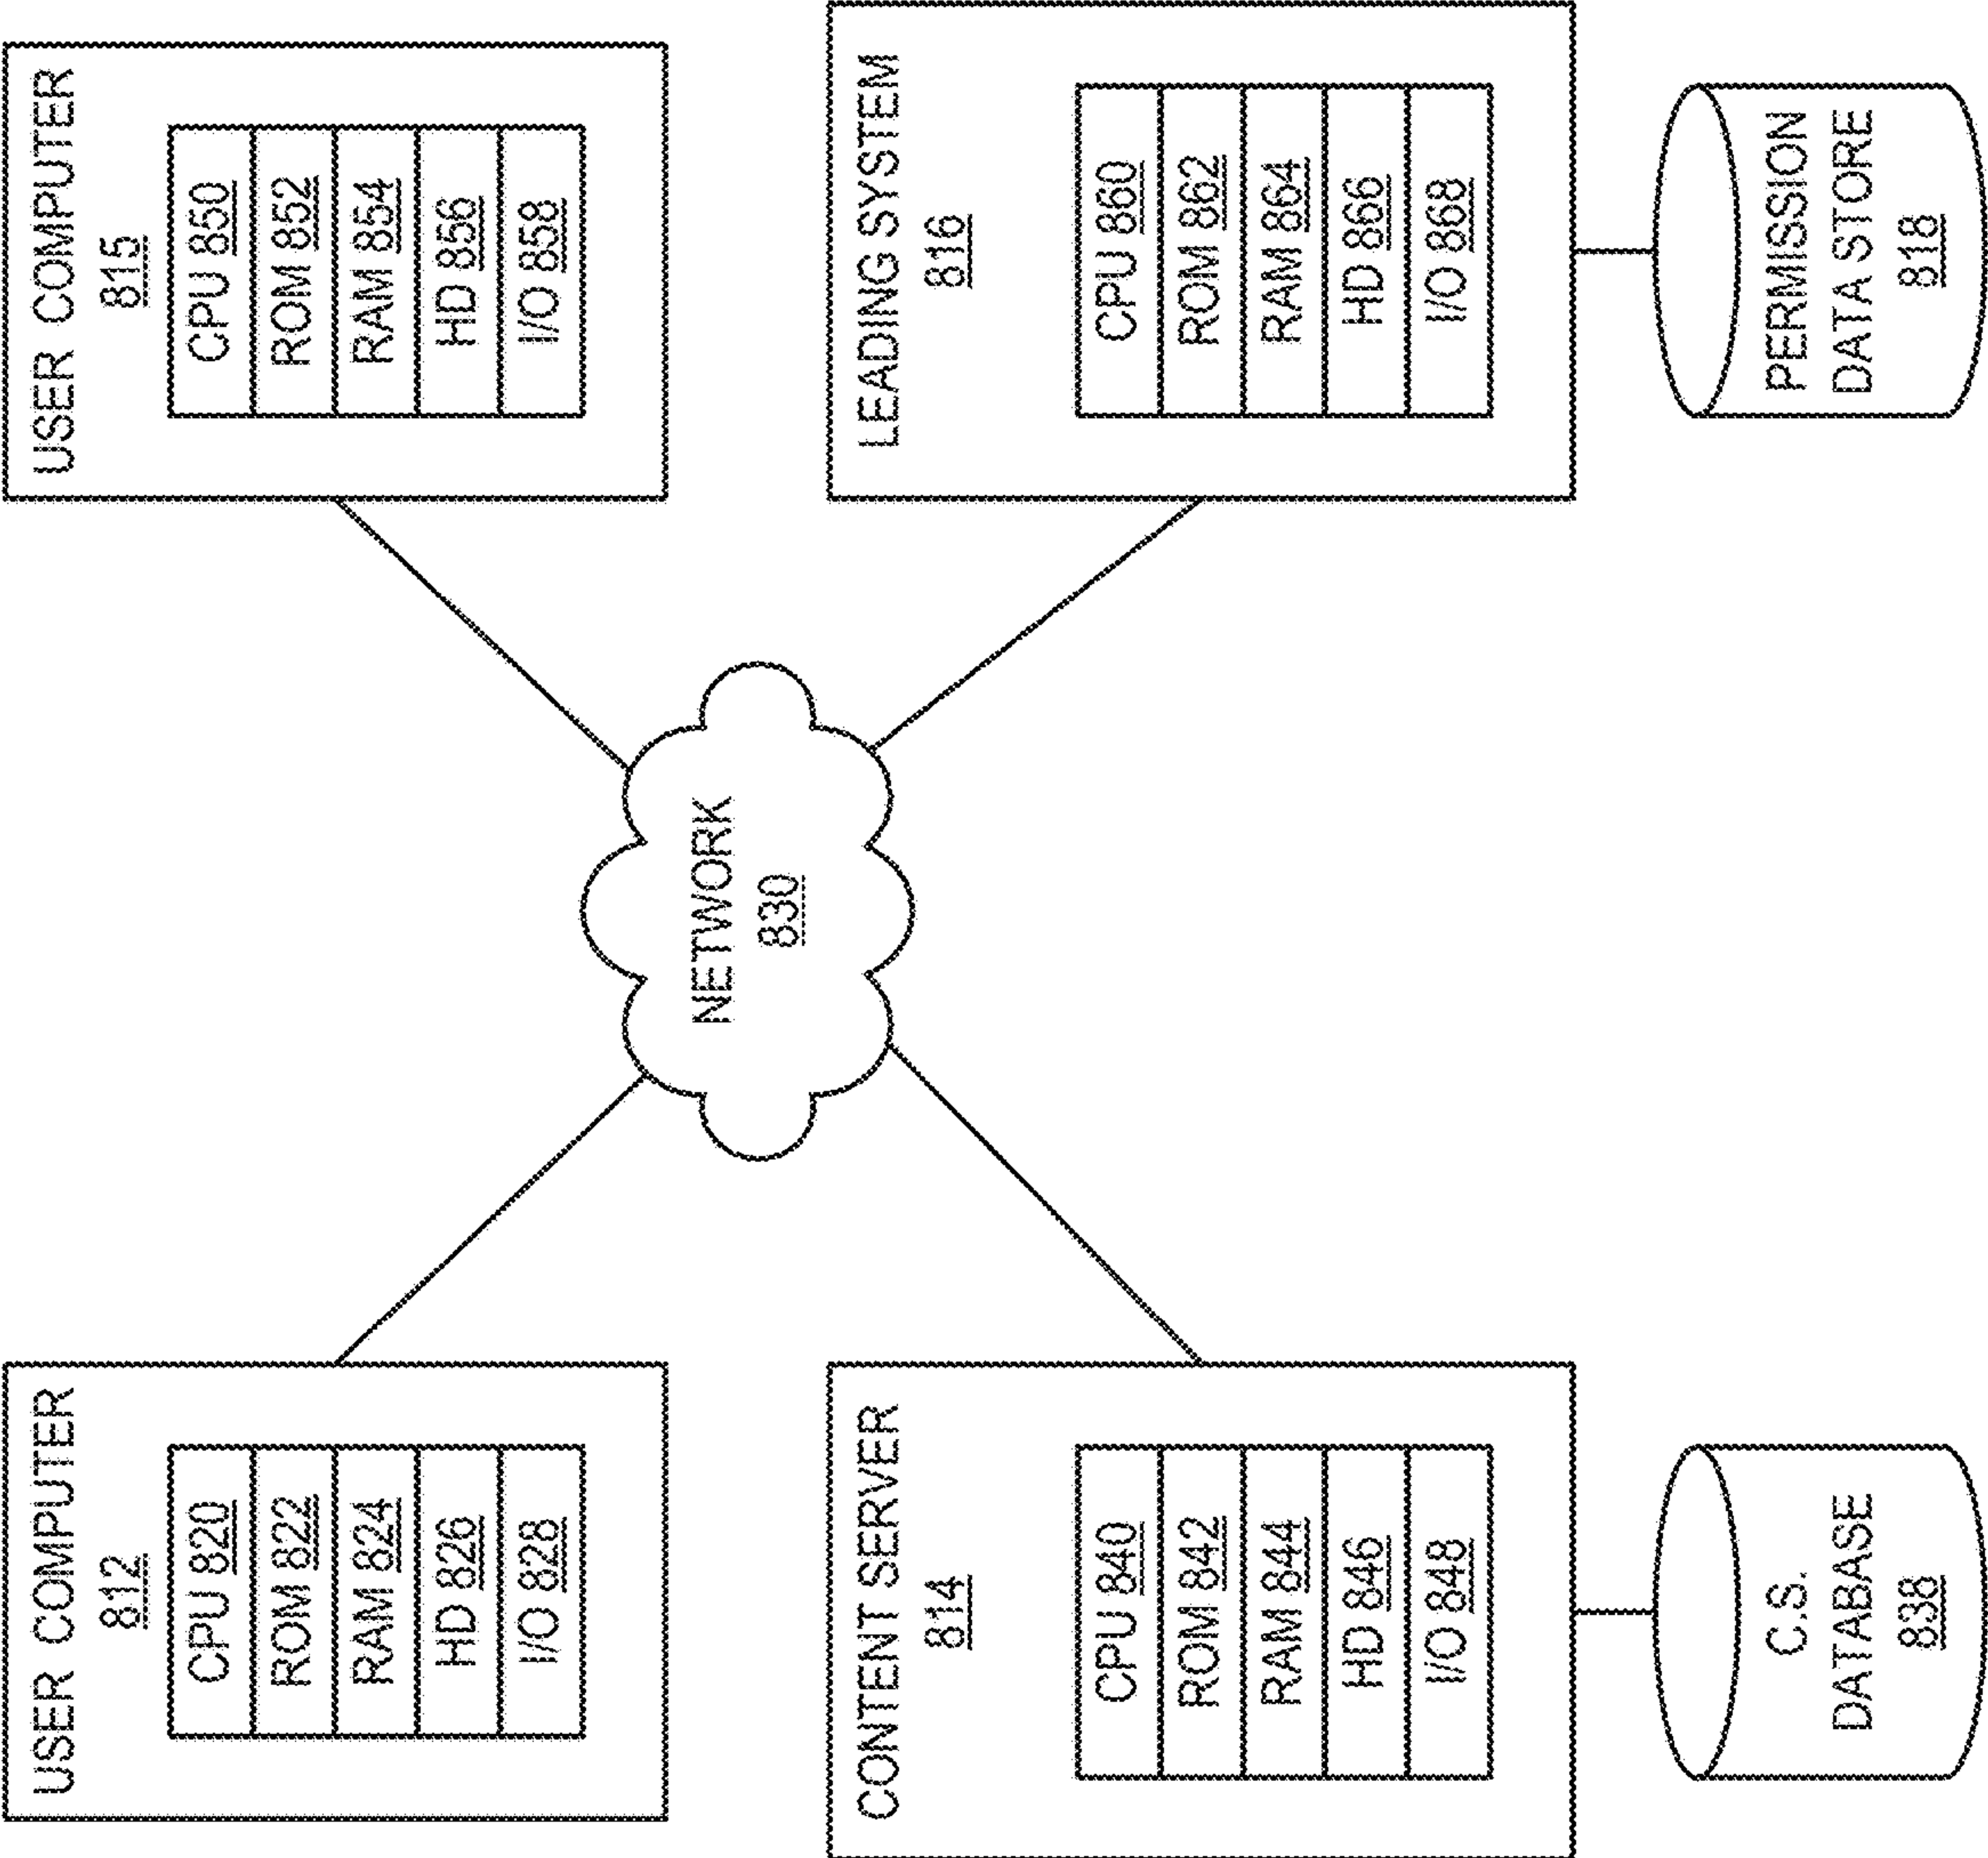 USER COMPUTER
812
CPU 820
ROM 822
RAM 824
HD 826
I/O 828
USER COMPUTER
815
CPU 850
ROM 852
RAM 854
HD 856
I/O 858
NETWORK
830
CONTENT SERVER
814
CPU 840
ROM 842
RAM 844
HD 846
I/O 848
C.S.
DATABASE
838
LEADING SYSTEM
816
CPU 860
ROM 862
RAM 864
HD 866
I/O 868
PERMISSION
DATA STORE
818